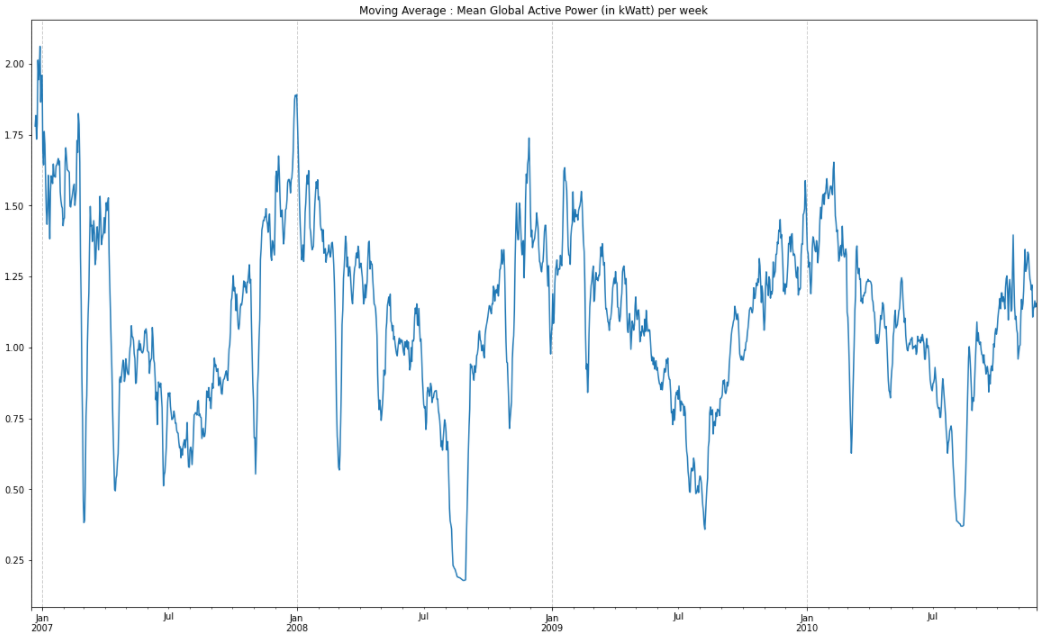 Moving Average : Mean Global Active Power (in kWatt) per week
2.00
1.75
1.50
1.25
1.00
0.75
0.50
0.25
Jan Jul Jan Jul Jan Jul Jan Jul
2007 2008 2009 2010